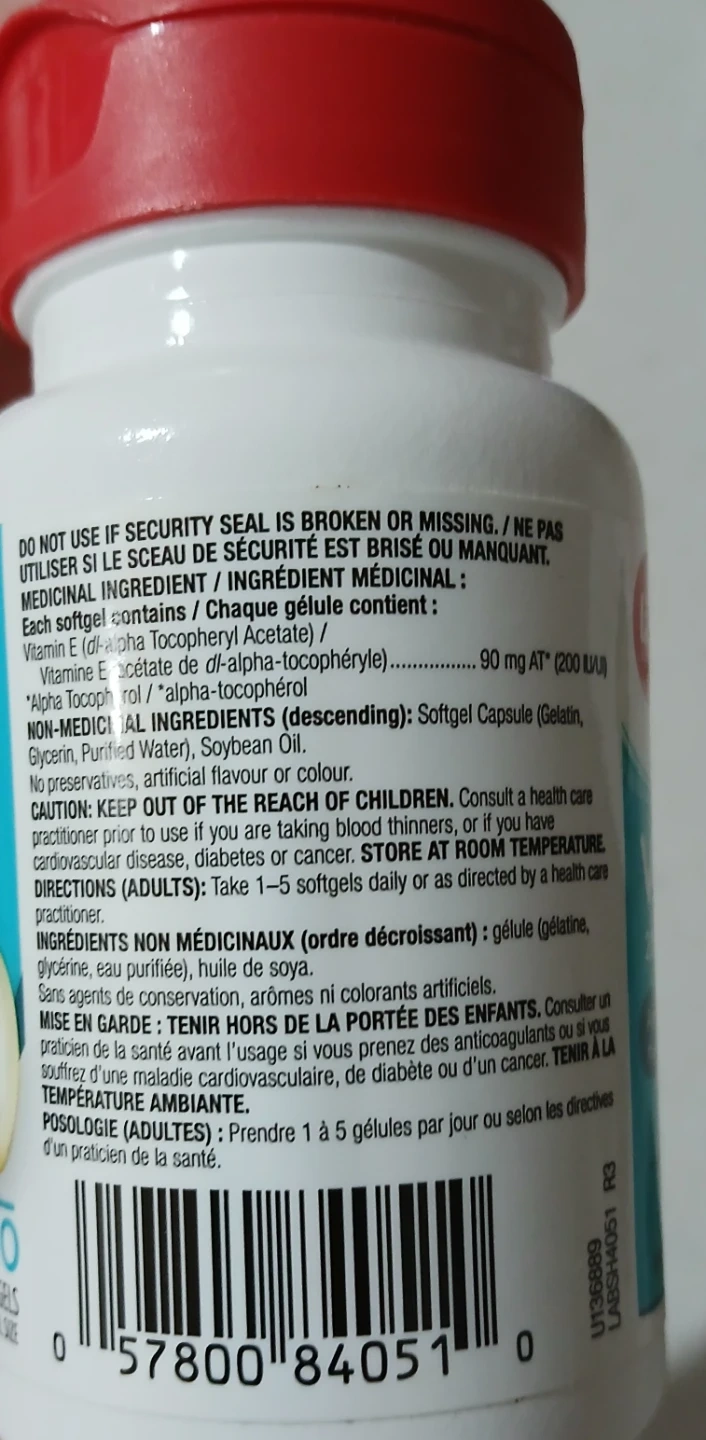 DO NOT USE IF SECURITY SEAL IS BROKEN OR MISSING. / NE PAS
UTILISER SI LE SCEAU DE SÉCURITÉ EST BRISÉ OU MANQUANT.
MEDICINAL INGREDIENT / INGRÉDIENT MÉDICINAL :
Each softgel contains / Chaque gélule contient :
Vitamin E (dl-alpha Tocopheryl Acetate) /
Vitamine E acétate de dl-alpha-tocophéryle)................ 90 mg AT* (200 IU/UI)
*Alpha Tocopherol / *alpha-tocophérol
NON-MEDICINAL INGREDIENTS (descending): Softgel Capsule (Gelatin,
Glycerin, Purified Water), Soybean Oil.
No preservatives, artificial flavour or colour.
CAUTION: KEEP OUT OF THE REACH OF CHILDREN. Consult a health care
practitioner prior to use if you are taking blood thinners, or if you have
cardiovascular disease, diabetes or cancer. STORE AT ROOM TEMPERATURE.
DIRECTIONS (ADULTS): Take 1–5 softgels daily or as directed by a health care
practitioner.
INGRÉDIENTS NON MÉDICINAUX (ordre décroissant) : gélule (gélatine,
glycérine, eau purifiée), huile de soya.
Sans agents de conservation, arômes ni colorants artificiels.
MISE EN GARDE : TENIR HORS DE LA PORTÉE DES ENFANTS. Consulter un
praticien de la santé avant l'usage si vous prenez des anticoagulants ou si vous
souffrez d'une maladie cardiovasculaire, de diabète ou d'un cancer. TENIR À LA
TEMPÉRATURE AMBIANTE.
POSOLOGIE (ADULTES) : Prendre 1 à 5 gélules par jour ou selon les directives
d'un praticien de la santé.
0 57800 84051 0
U136889
LABSH4051 R3